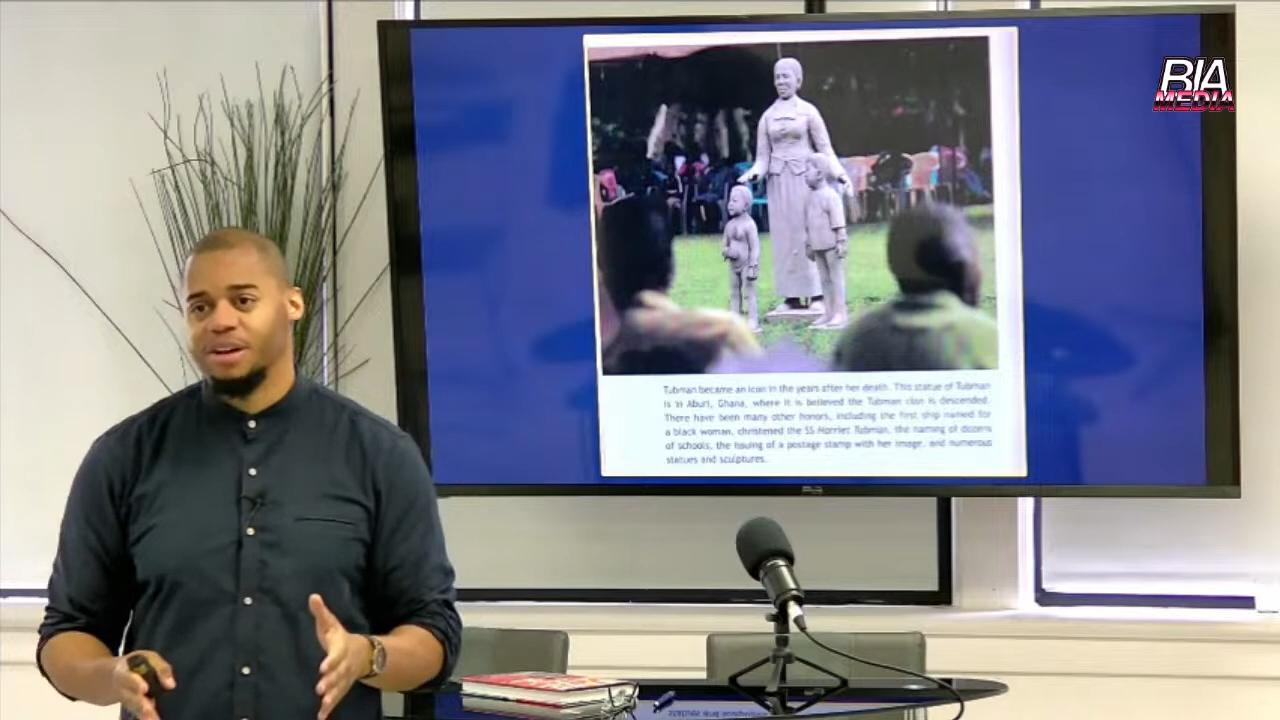 BIA
MEDIA
Tubman became an icon in the years after her death. This statue of Tubman
is in Aburi, Ghana, where it is believed the Tubman clan is descended.
There have been many other honors, including the first ship named for
a black woman, christened the SS Harriet Tubman, the naming of dozens
of schools, the issuing of a postage stamp with her image, and numerous
statues and sculptures.